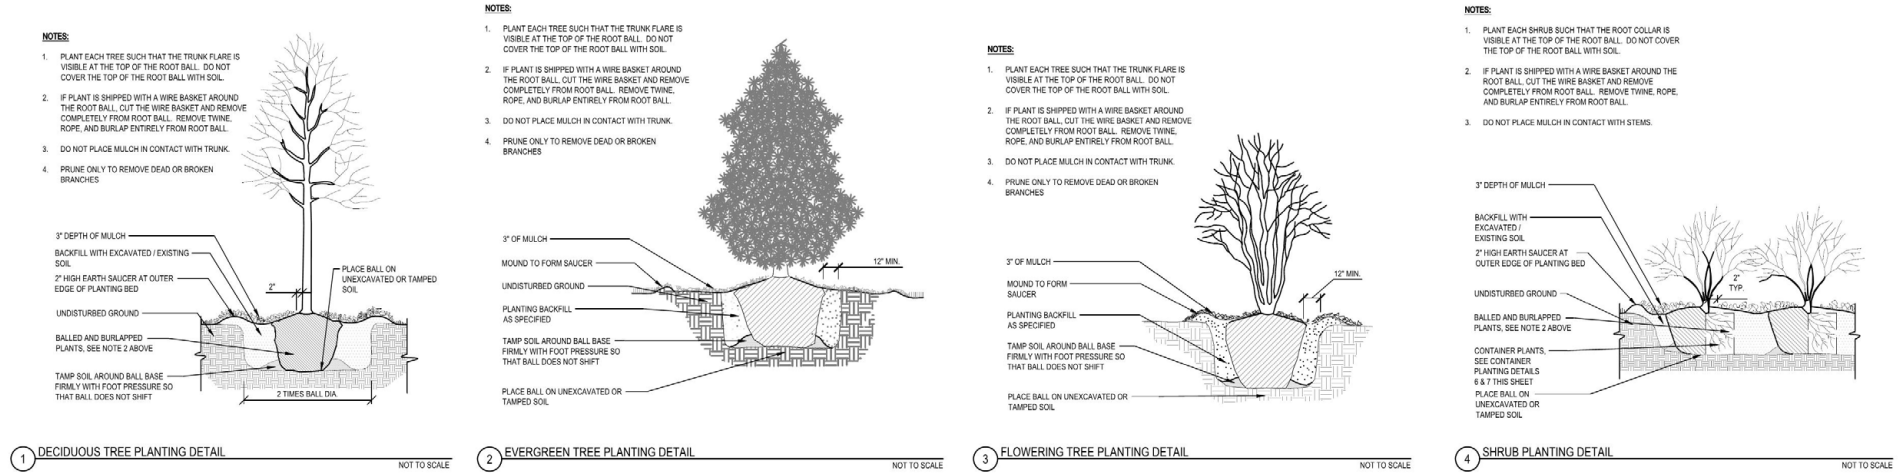 NOTES:
1. PLANT EACH TREE SUCH THAT THE TRUNK FLARE IS
VISIBLE AT THE TOP OF THE ROOT BALL. DO NOT
COVER THE TOP OF THE ROOT BALL WITH SOIL.
2. IF PLANT IS SHIPPED WITH A WIRE BASKET AROUND
THE ROOT BALL, CUT THE WIRE BASKET AND REMOVE
COMPLETELY FROM ROOT BALL. REMOVE TWINE,
ROPE, AND BURLAP ENTIRELY FROM ROOT BALL.
3. DO NOT PLACE MULCH IN CONTACT WITH TRUNK.
4. PRUNE ONLY TO REMOVE DEAD OR BROKEN
BRANCHES
3" DEPTH OF MULCH
BACKFILL WITH EXCAVATED / EXISTING
SOIL
2" HIGH EARTH SAUCER AT OUTER
EDGE OF PLANTING BED
UNDISTURBED GROUND
BALLED AND BURLAPPED
PLANTS, SEE NOTE 2 ABOVE
TAMP SOIL AROUND BALL BASE
FIRMLY WITH FOOT PRESSURE SO
THAT BALL DOES NOT SHIFT
2"
PLACE BALL ON
UNEXCAVATED OR TAMPED
SOIL
2 TIMES BALL DIA.
1 DECIDUOUS TREE PLANTING DETAIL
NOT TO SCALE
NOTES:
1. PLANT EACH TREE SUCH THAT THE TRUNK FLARE IS
VISIBLE AT THE TOP OF THE ROOT BALL. DO NOT
COVER THE TOP OF THE ROOT BALL WITH SOIL.
2. IF PLANT IS SHIPPED WITH A WIRE BASKET AROUND
THE ROOT BALL, CUT THE WIRE BASKET AND REMOVE
COMPLETELY FROM ROOT BALL. REMOVE TWINE,
ROPE, AND BURLAP ENTIRELY FROM ROOT BALL.
3. DO NOT PLACE MULCH IN CONTACT WITH TRUNK.
4. PRUNE ONLY TO REMOVE DEAD OR BROKEN
BRANCHES
3" OF MULCH
MOUND TO FORM SAUCER
UNDISTURBED GROUND
PLANTING BACKFILL
AS SPECIFIED
TAMP SOIL AROUND BALL BASE
FIRMLY WITH FOOT PRESSURE SO
THAT BALL DOES NOT SHIFT
PLACE BALL ON UNEXCAVATED OR
TAMPED SOIL
12" MIN.
2 EVERGREEN TREE PLANTING DETAIL
NOT TO SCALE
NOTES:
1. PLANT EACH TREE SUCH THAT THE TRUNK FLARE IS
VISIBLE AT THE TOP OF THE ROOT BALL. DO NOT
COVER THE TOP OF THE ROOT BALL WITH SOIL.
2. IF PLANT IS SHIPPED WITH A WIRE BASKET AROUND
THE ROOT BALL, CUT THE WIRE BASKET AND REMOVE
COMPLETELY FROM ROOT BALL. REMOVE TWINE,
ROPE, AND BURLAP ENTIRELY FROM ROOT BALL.
3. DO NOT PLACE MULCH IN CONTACT WITH TRUNK.
4. PRUNE ONLY TO REMOVE DEAD OR BROKEN
BRANCHES
3" OF MULCH
MOUND TO FORM
SAUCER
PLANTING BACKFILL
AS SPECIFIED
TAMP SOIL AROUND BALL BASE
FIRMLY WITH FOOT PRESSURE SO
THAT BALL DOES NOT SHIFT
PLACE BALL ON UNEXCAVATED OR
TAMPED SOIL
12" MIN.
3 FLOWERING TREE PLANTING DETAIL
NOT TO SCALE
NOTES:
1. PLANT EACH SHRUB SUCH THAT THE ROOT COLLAR IS
VISIBLE AT THE TOP OF THE ROOT BALL. DO NOT COVER
THE TOP OF THE ROOT BALL WITH SOIL.
2. IF PLANT IS SHIPPED WITH A WIRE BASKET AROUND THE
ROOT BALL, CUT THE WIRE BASKET AND REMOVE
COMPLETELY FROM ROOT BALL. REMOVE TWINE, ROPE,
AND BURLAP ENTIRELY FROM ROOT BALL.
3. DO NOT PLACE MULCH IN CONTACT WITH STEMS.
3" DEPTH OF MULCH
BACKFILL WITH
EXCAVATED /
EXISTING SOIL
2" HIGH EARTH SAUCER AT
OUTER EDGE OF PLANTING BED
UNDISTURBED GROUND
BALLED AND BURLAPPED
PLANTS, SEE NOTE 2 ABOVE
CONTAINER PLANTS,
SEE CONTAINER
PLANTING DETAILS
6 & 7 THIS SHEET
PLACE BALL ON
UNEXCAVATED OR
TAMPED SOIL
2"
TYP.
4 SHRUB PLANTING DETAIL
NOT TO SCALE